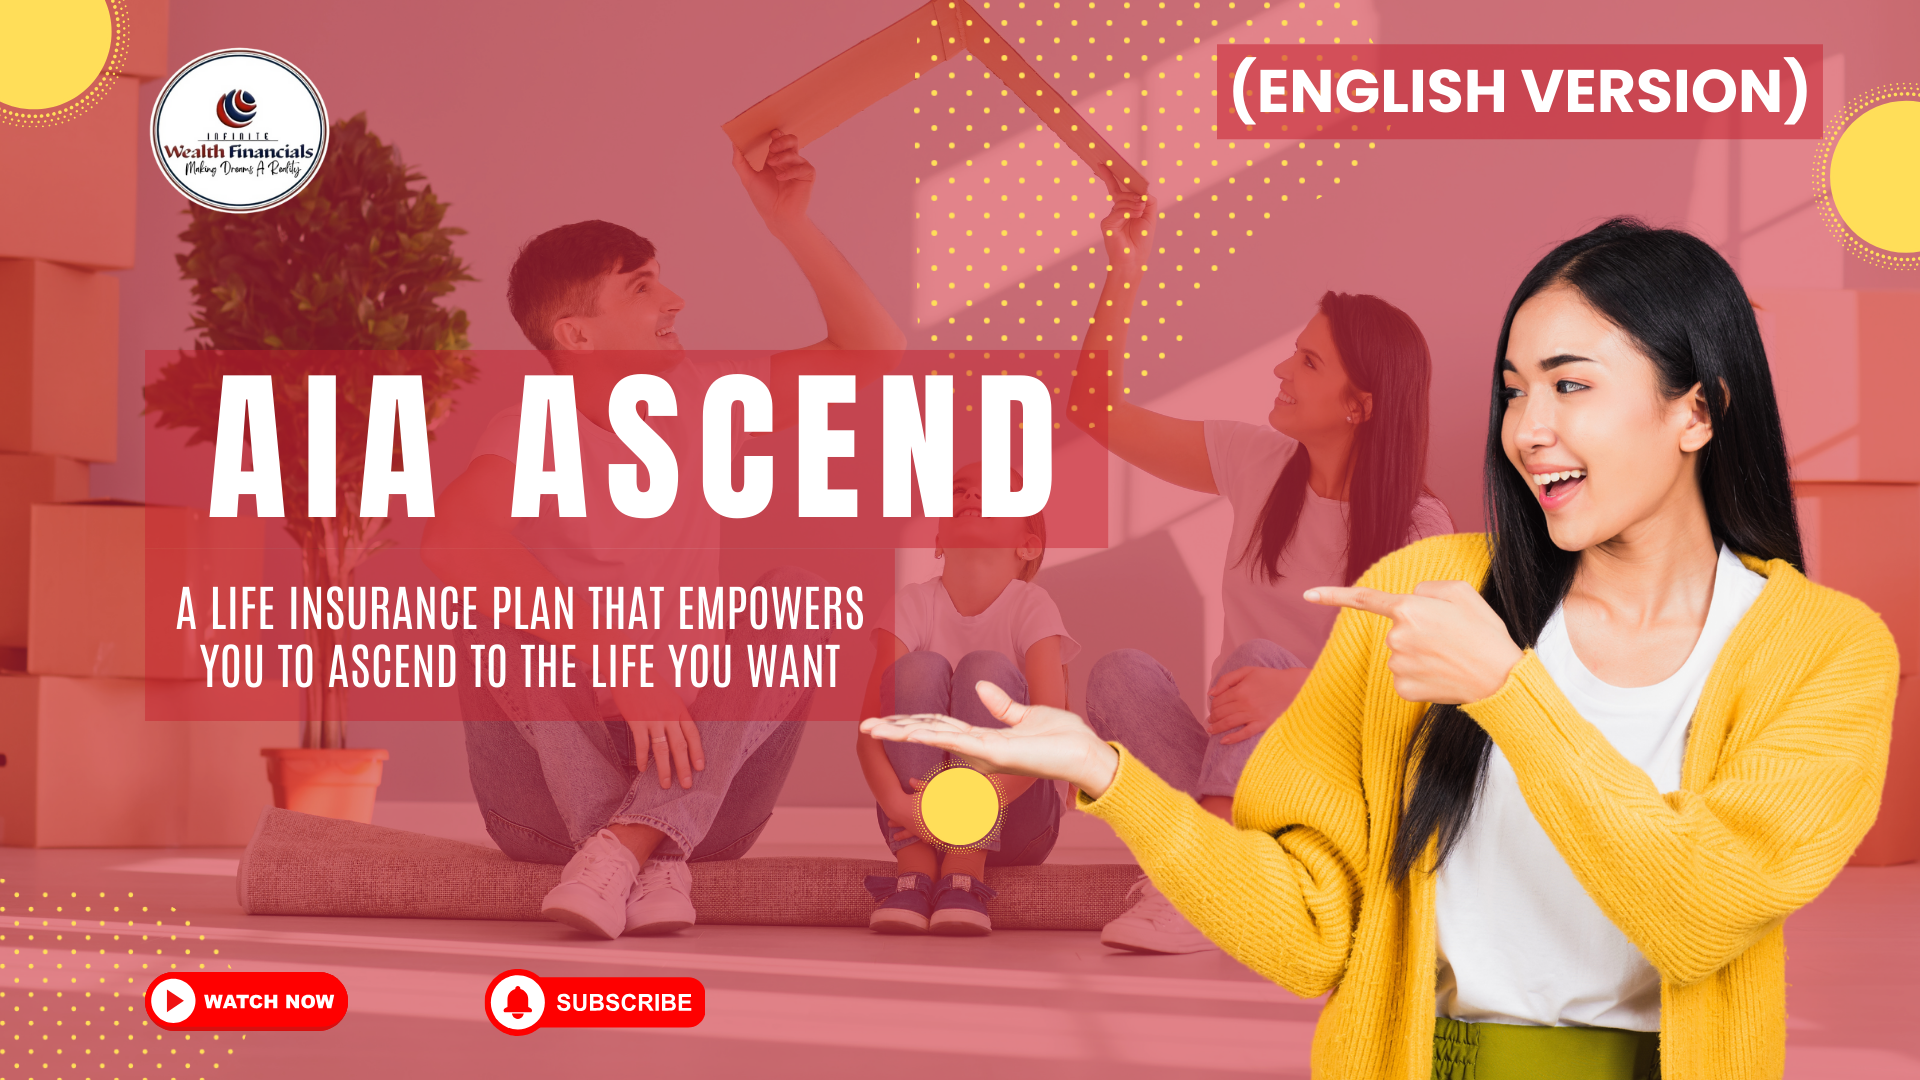 INFINITE
Wealth Financials
Making Dreams A Reality
(ENGLISH VERSION)
AIA ASCEND
A LIFE INSURANCE PLAN THAT EMPOWERS
YOU TO ASCEND TO THE LIFE YOU WANT
WATCH NOW
SUBSCRIBE